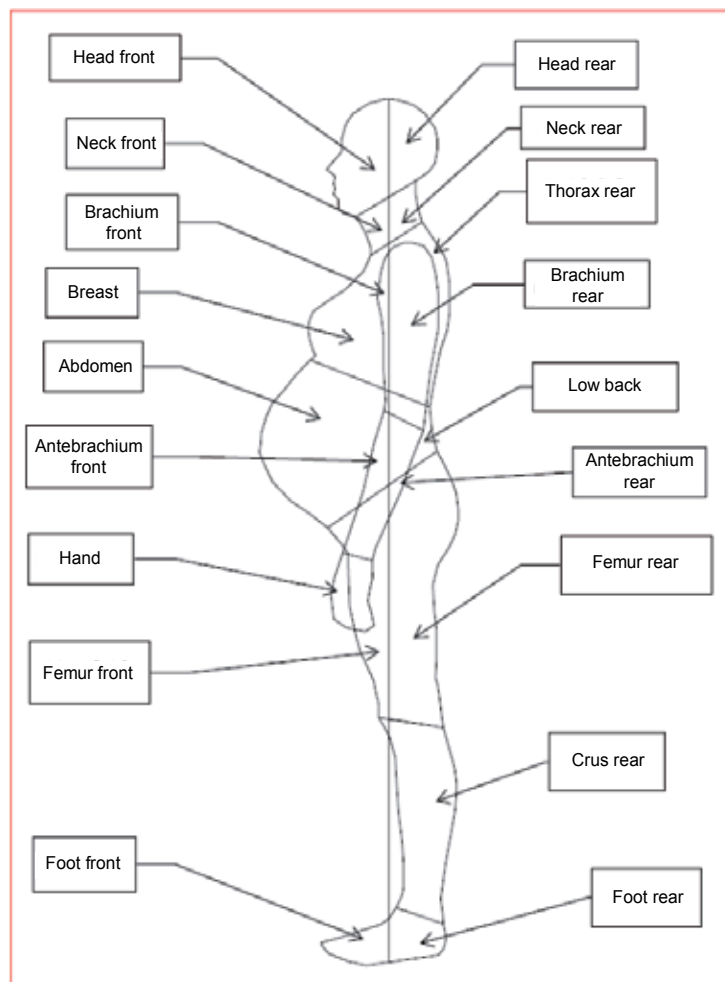 Head front
Head rear
Neck front
Neck rear
Thorax rear
Brachium
front
Brachium
rear
Breast
Abdomen
Low back
Antebrachium
front
Antebrachium
rear
Hand
Femur rear
Femur front
Crus rear
Foot front
Foot rear